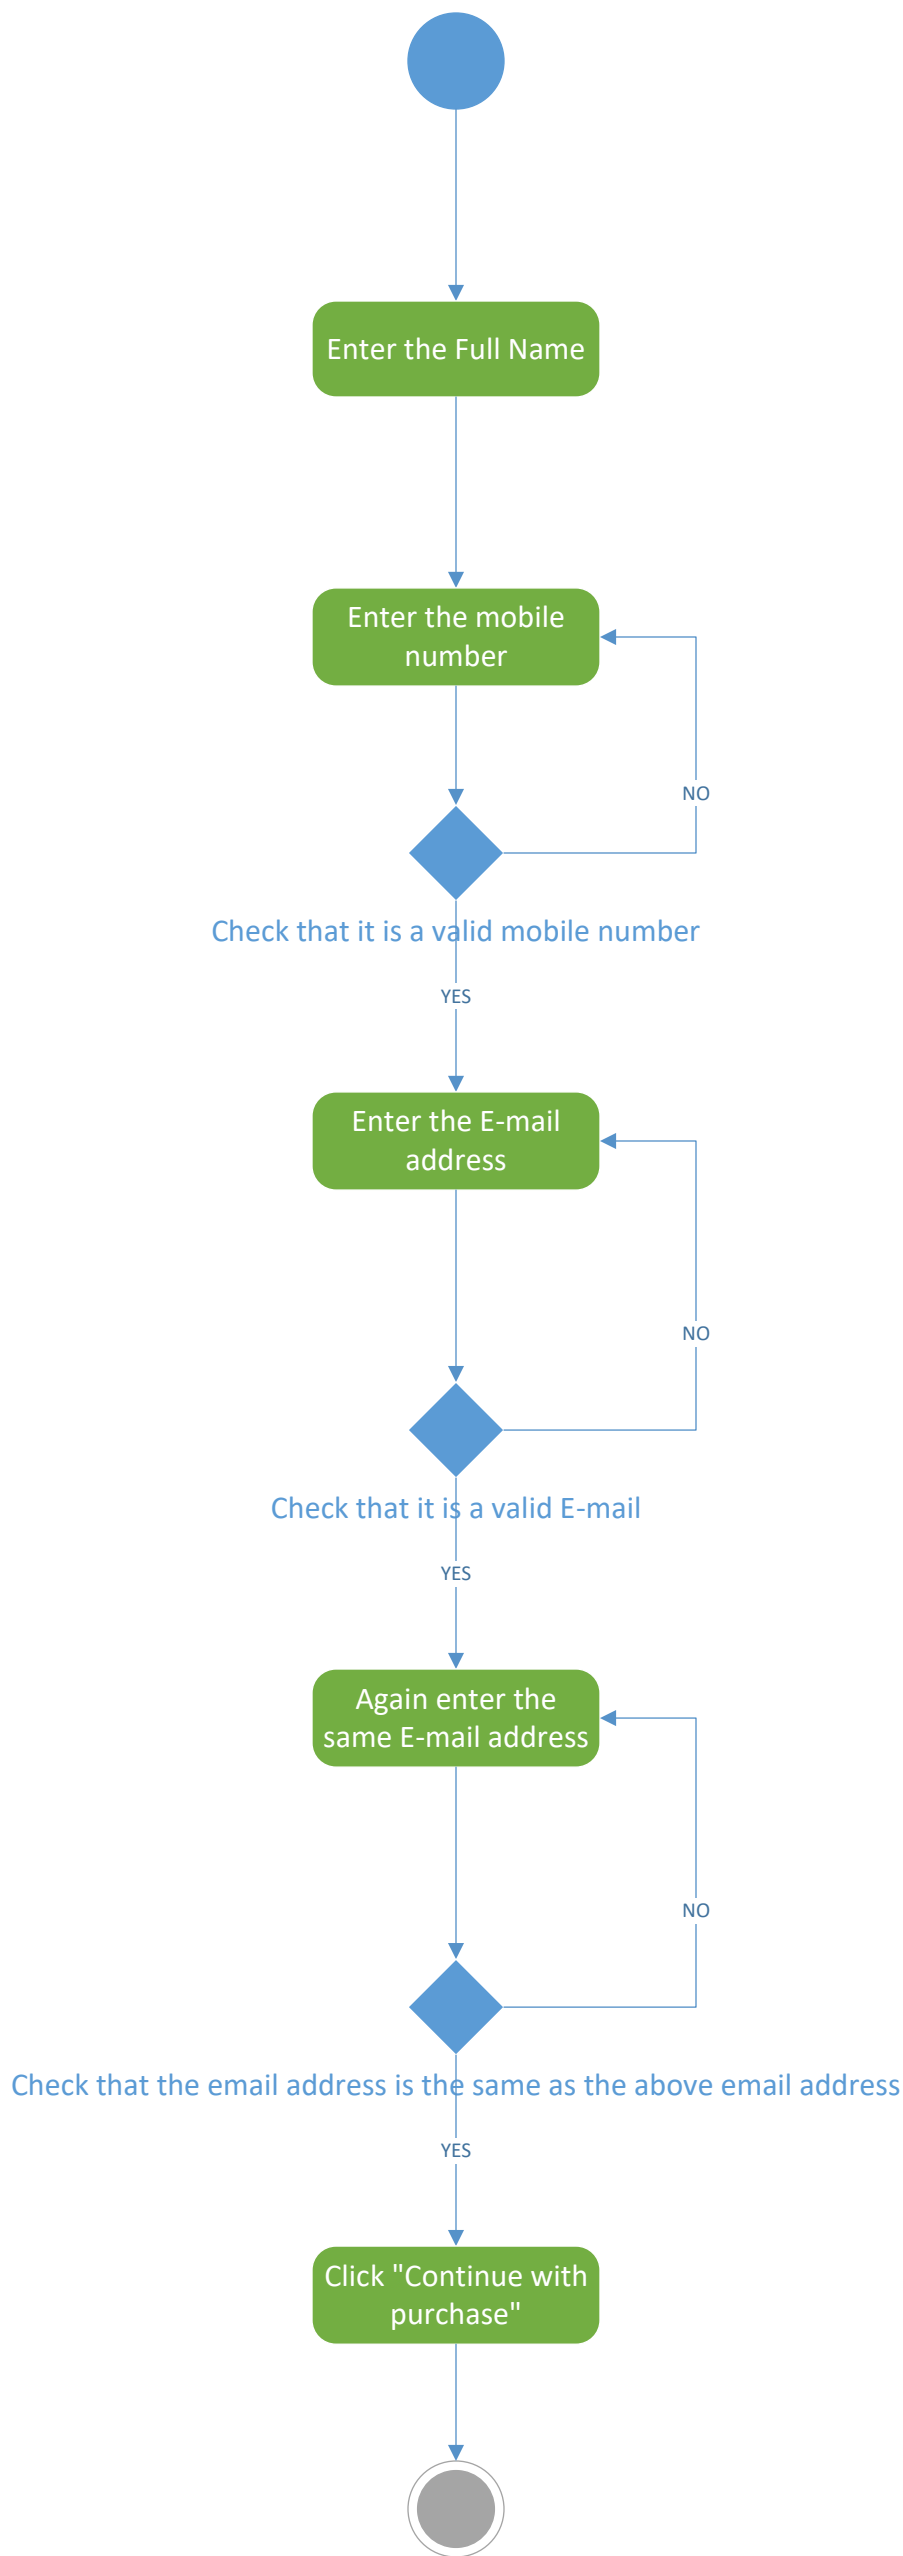 Enter the Full Name
Enter the mobile
number
NO
Check that it is a valid mobile number
YES
Enter the E-mail
address
NO
Check that it is a valid E-mail
YES
Again enter the
same E-mail address
NO
Check that the email address is the same as the above email address
YES
Click "Continue with
purchase"